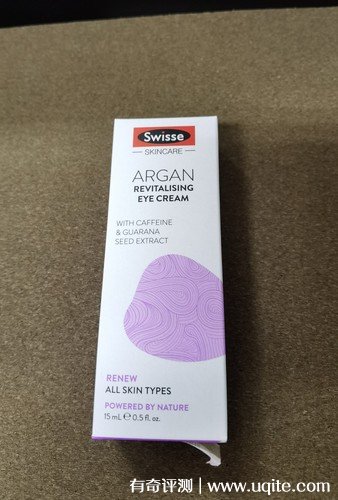 Swisse
SKINCARE
ARGAN
REVITALISING
EYE CREAM
WITH CAFFEINE
& GUARANA
SEED EXTRACT
RENEW
ALL SKIN TYPES
POWERED BY NATURE
15 mL ℮ 0.5 fl. oz.
有奇评测 | www.uqite.com